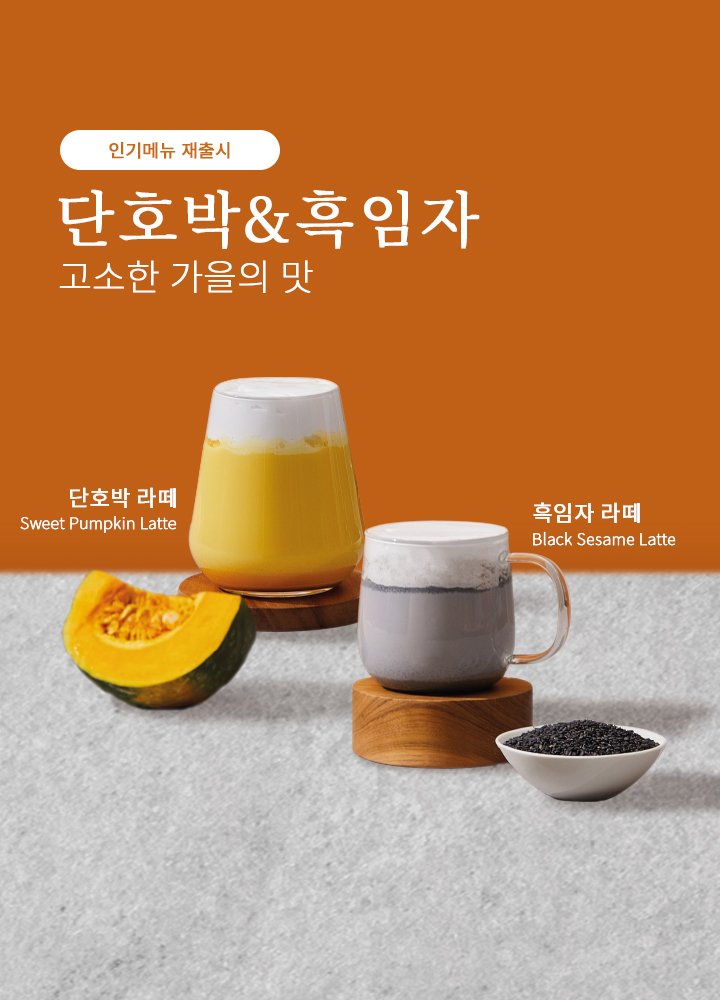 인기메뉴 재출시
단호박&흑임자
고소한 가을의 맛
단호박 라떼
Sweet Pumpkin Latte
흑임자 라떼
Black Sesame Latte